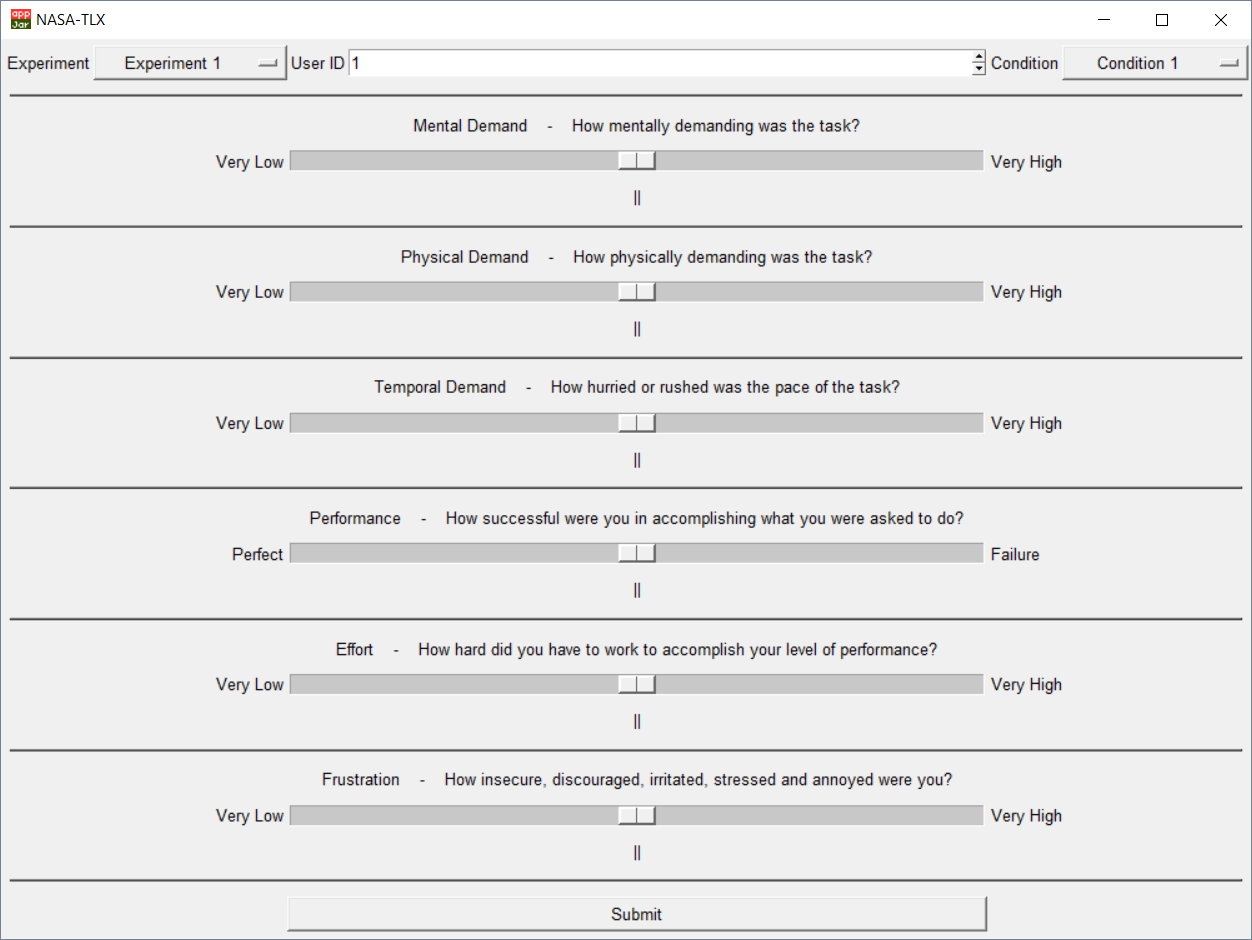 app
Jar
NASA-TLX
Experiment Experiment 1 User ID 1 Condition Condition 1
Mental Demand - How mentally demanding was the task?
Very Low Very High
||
Physical Demand - How physically demanding was the task?
Very Low Very High
||
Temporal Demand - How hurried or rushed was the pace of the task?
Very Low Very High
||
Performance - How successful were you in accomplishing what you were asked to do?
Perfect Failure
||
Effort - How hard did you have to work to accomplish your level of performance?
Very Low Very High
||
Frustration - How insecure, discouraged, irritated, stressed and annoyed were you?
Very Low Very High
||
Submit